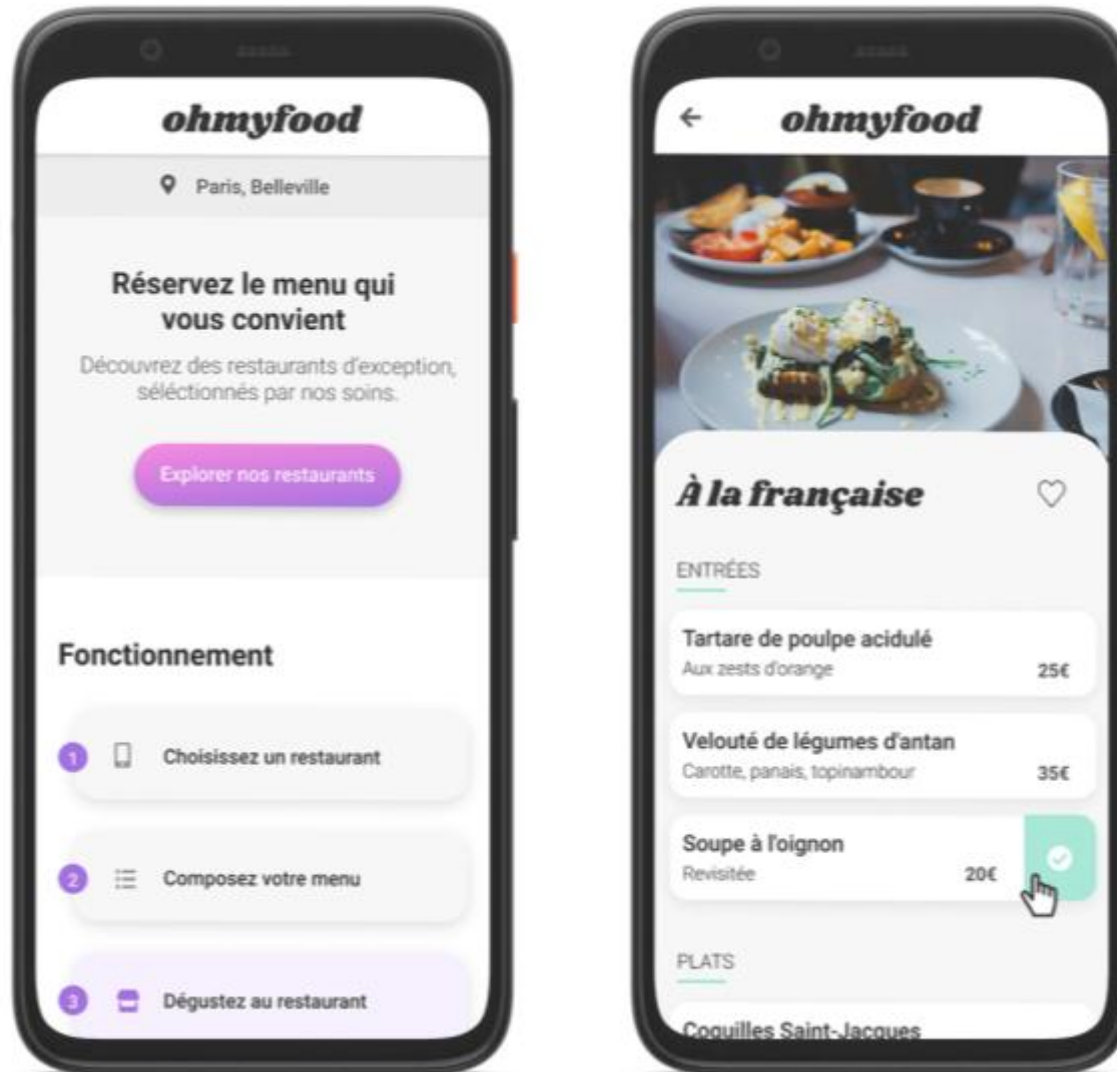 ohmyfood
Paris, Belleville
Réservez le menu qui
vous convient
Découvrez des restaurants d'exception,
séléctionnés par nos soins.
Explorer nos restaurants
Fonctionnement
1 Choisissez un restaurant
2 Composez votre menu
3 Dégustez au restaurant
ohmyfood
À la française
ENTRÉES
Tartare de poulpe acidulé
Aux zests d'orange 25€
Velouté de légumes d'antan
Carotte, panais, topinambour 35€
Soupe à l'oignon
Revisitée 20€
PLATS
Coquilles Saint-Jacques